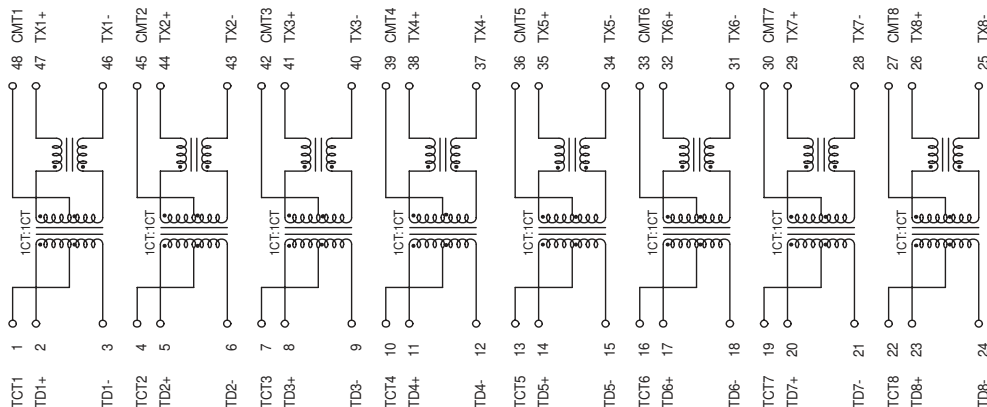 48 CMT1
47 TX1+
46 TX1-
45 CMT2
44 TX2+
43 TX2-
42 CMT3
41 TX3+
40 TX3-
39 CMT4
38 TX4+
37 TX4-
36 CMT5
35 TX5+
34 TX5-
33 CMT6
32 TX6+
31 TX6-
30 CMT7
29 TX7+
28 TX7-
27 CMT8
26 TX8+
25 TX8-
1CT:1CT
1CT:1CT
1CT:1CT
1CT:1CT
1CT:1CT
1CT:1CT
1CT:1CT
1CT:1CT
TCT1 1
TD1+ 2
TD1- 3
TCT2 4
TD2+ 5
TD2- 6
TCT3 7
TD3+ 8
TD3- 9
TCT4 10
TD4+ 11
TD4- 12
TCT5 13
TD5+ 14
TD5- 15
TCT6 16
TD6+ 17
TD6- 18
TCT7 19
TD7+ 20
TD7- 21
TCT8 22
TD8+ 23
TD8- 24